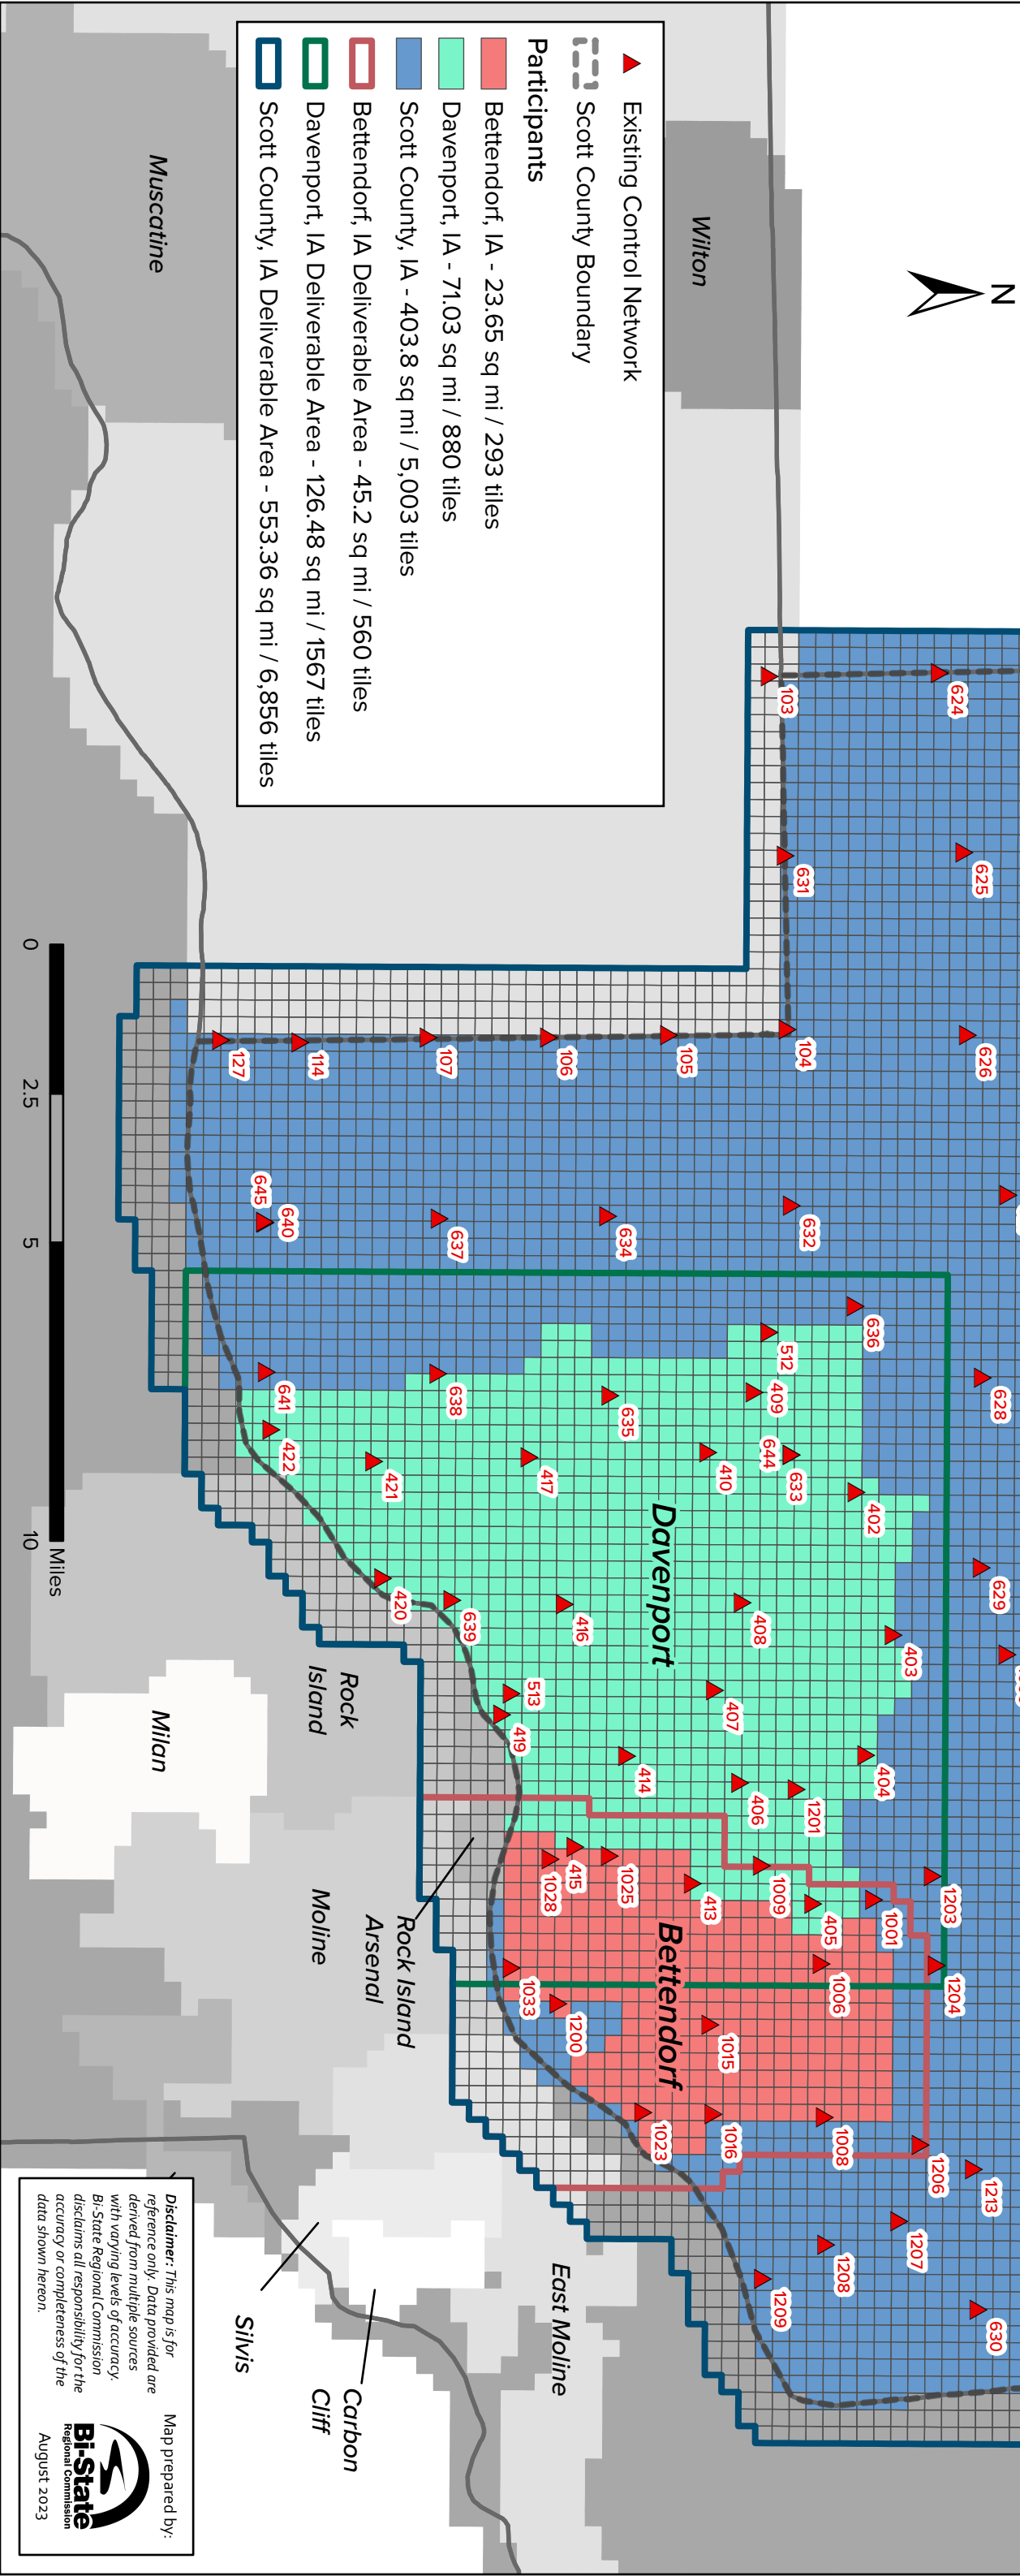 N
Wilton
Muscatine
Existing Control Network
Scott County Boundary
Participants
Bettendorf, IA - 23.65 sq mi / 293 tiles
Davenport, IA - 71.03 sq mi / 880 tiles
Scott County, IA - 403.8 sq mi / 5,003 tiles
Bettendorf, IA Deliverable Area - 45.2 sq mi / 560 tiles
Davenport, IA Deliverable Area - 126.48 sq mi / 1567 tiles
Scott County, IA Deliverable Area - 553.36 sq mi / 6,856 tiles
624
103
625
631
626
104
105
106
107
114
127
632
634
637
640
645
636
512
628
409
635
638
641
644
633
410
417
422
421
402
629
Davenport
408
416
639
420
403
407
513
419
404
414
406
1201
1203
1001
405
1009
413
1025
415
1028
1204
1006
Bettendorf
1033
1200
1015
1008
1016
1023
1206
1213
1207
1208
1209
630
Rock
Island
Milan
Moline
Rock Island
Arsenal
East Moline
Silvis
Carbon
Cliff
0
2.5
5
10
Miles
Disclaimer: This map is for
reference only. Data provided are
derived from multiple sources
with varying levels of accuracy.
Bi-State Regional Commission
disclaims all responsibility for the
accuracy or completeness of the
data shown hereon.
Map prepared by:
Bi-State
Regional Commission
August 2023